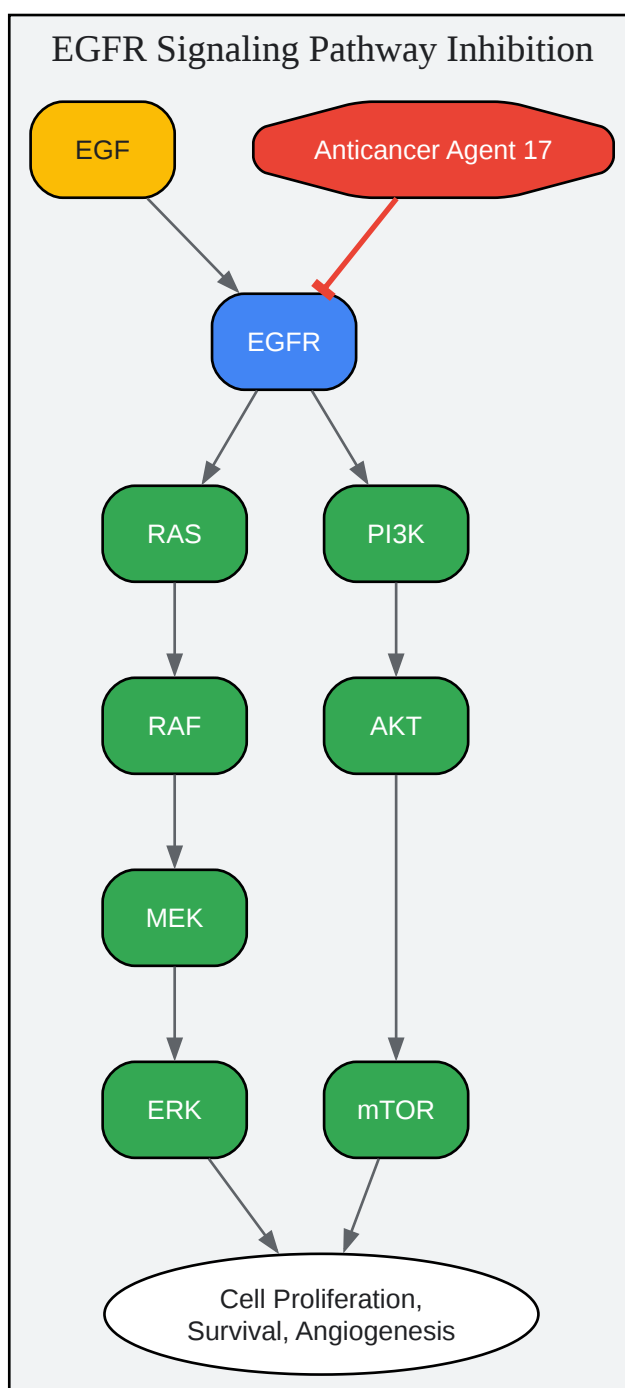 EGFR Signaling Pathway Inhibition
EGF
Anticancer Agent 17
EGFR
RAS
PI3K
RAF
AKT
MEK
ERK
mTOR
Cell Proliferation,
Survival, Angiogenesis